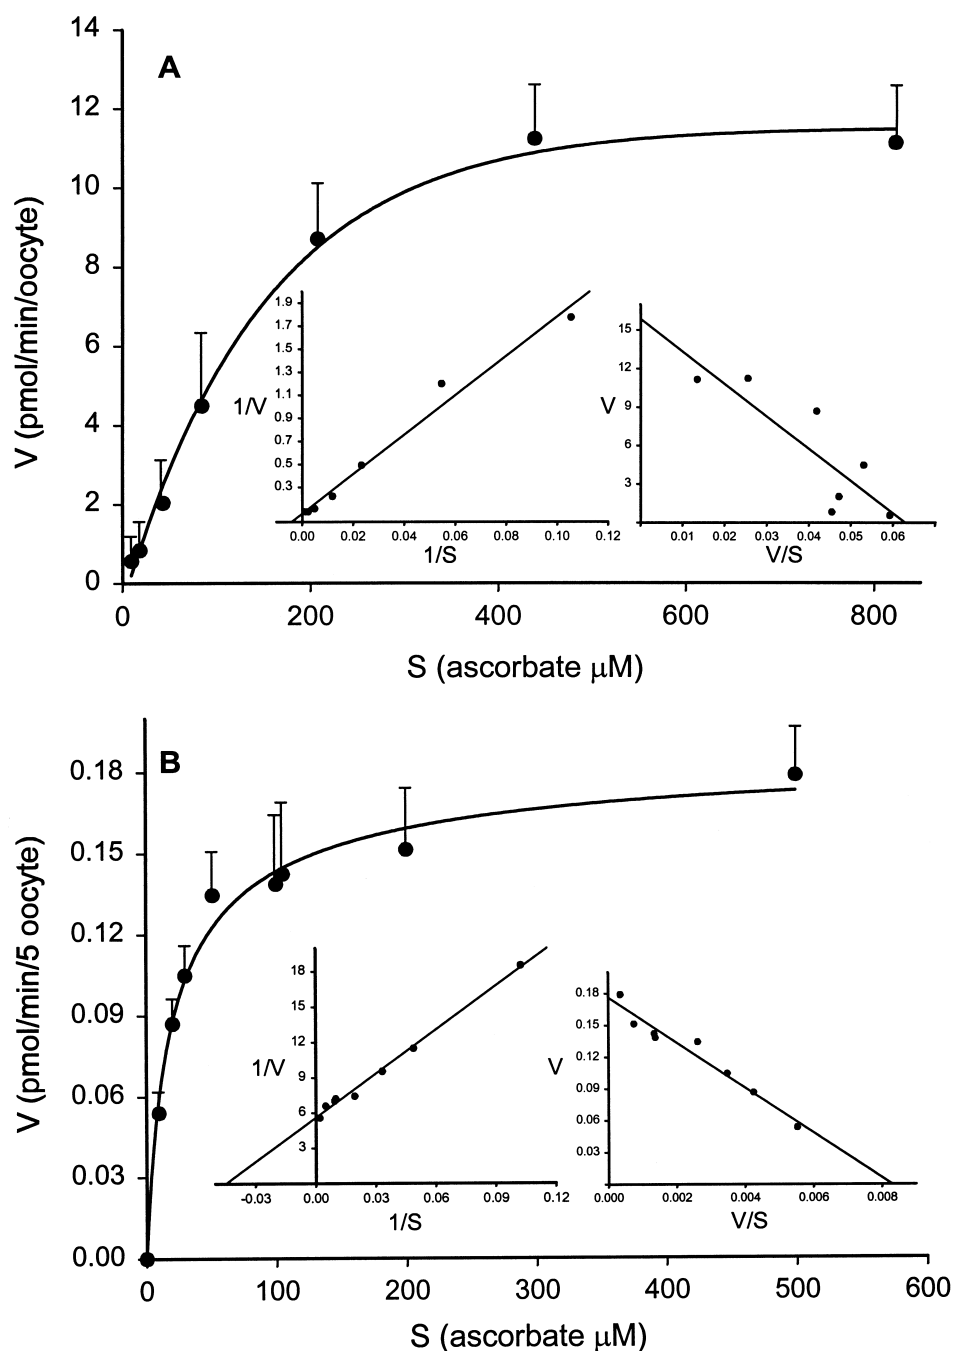 14
A
12
10
8
6
4
2
0
V (pmol/min/oocyte)
0 200 400 600 800
S (ascorbate μM)
1.9
1.7
1.5
1.3
1.1
0.9
0.7
0.5
0.3
1/V
0.00 0.02 0.04 0.06 0.08 0.10 0.12
1/S
15
12
9
6
3
V
0.01 0.02 0.03 0.04 0.05 0.06
V/S
B
0.18
0.15
0.12
0.09
0.06
0.03
0.00
V (pmol/min/5 oocyte)
0 100 200 300 400 500 600
S (ascorbate μM)
18
15
12
9
6
3
1/V
-0.03 0.00 0.03 0.06 0.09 0.12
1/S
0.18
0.15
0.12
0.09
0.06
0.03
V
0.000 0.002 0.004 0.006 0.008
V/S